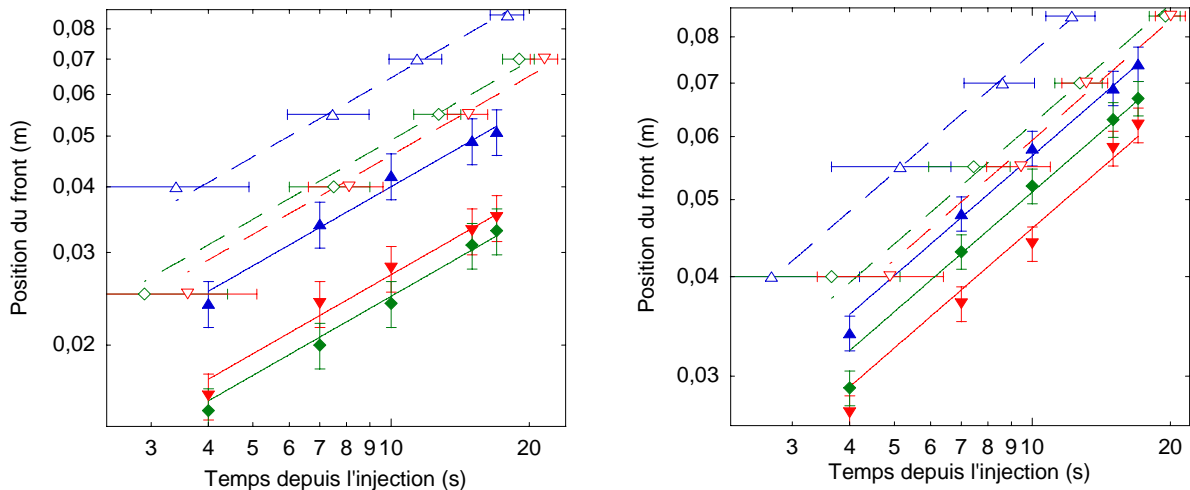 0,08
0,07
0,06
0,05
0,04
0,03
0,02
Position du front (m)
3 4 5 6 7 8 9 10 20
Temps depuis l'injection (s)
0,08
0,07
0,06
0,05
0,04
0,03
Position du front (m)
3 4 5 6 7 8 9 10 20
Temps depuis l'injection (s)